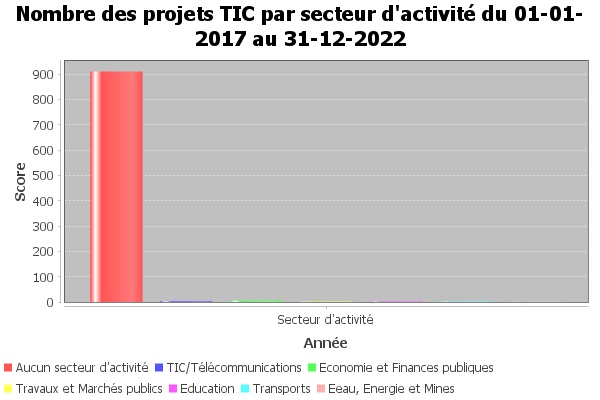 Nombre des projets TIC par secteur d'activité du 01-01-
2017 au 31-12-2022
900
800
700
600
500
400
300
200
100
0
Score
Secteur d'activité
Année
Aucun secteur d'activité TIC/Télécommunications Economie et Finances publiques
Travaux et Marchés publics Education Transports Eeau, Energie et Mines